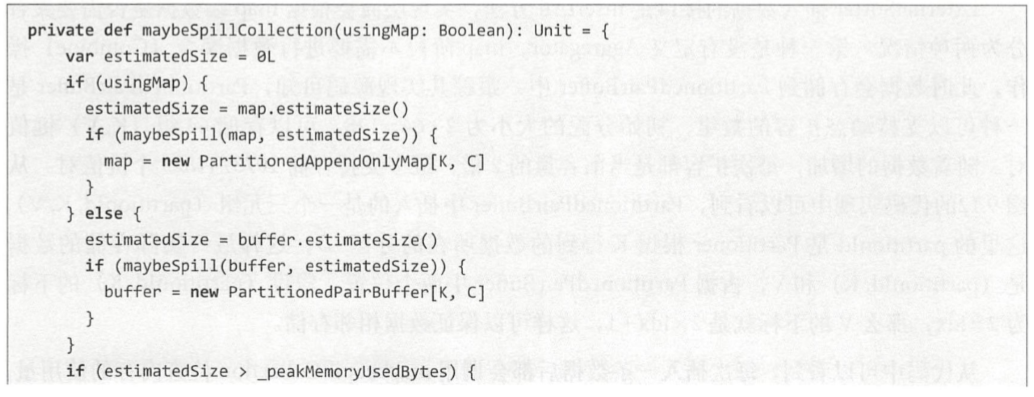 private def maybeSpillCollection(usingMap: Boolean): Unit = {
var estimatedSize = 0L
if (usingMap) {
estimatedSize = map.estimateSize()
if (maybeSpill(map, estimatedSize)) {
map = new PartitionedAppendOnlyMap[K, C]
}
} else {
estimatedSize = buffer.estimateSize()
if (maybeSpill(buffer, estimatedSize)) {
buffer = new PartitionedPairBuffer[K, C]
}
}
if (estimatedSize > _peakMemoryUsedBytes) {